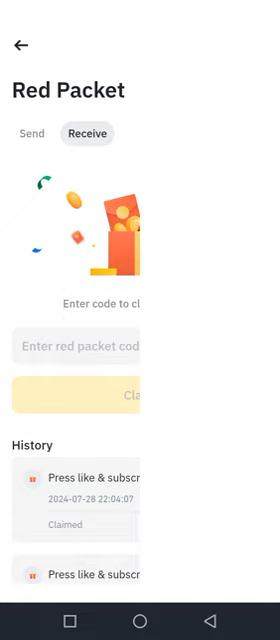 Red Packet
Send
Receive
Enter code to cl
Enter red packet cod
Cla
History
Press like & subscr
2024-07-28 22:04:07
Claimed
Press like & subscr